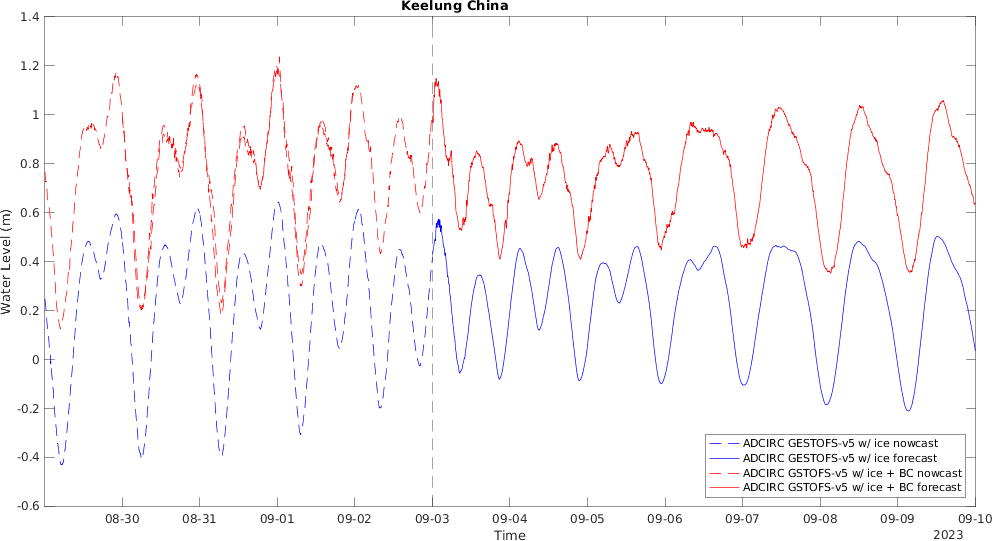 Keelung China
1.4
1.2
1
0.8
0.6
0.4
0.2
0
-0.2
-0.4
-0.6
Water Level (m)
08-30 08-31 09-01 09-02 09-03 09-04 09-05 09-06 09-07 09-08 09-09 09-10
Time
2023
ADCIRC GESTOFS-v5 w/ ice nowcast
ADCIRC GESTOFS-v5 w/ ice forecast
ADCIRC GSTOFS-v5 w/ ice + BC nowcast
ADCIRC GSTOFS-v5 w/ ice + BC forecast